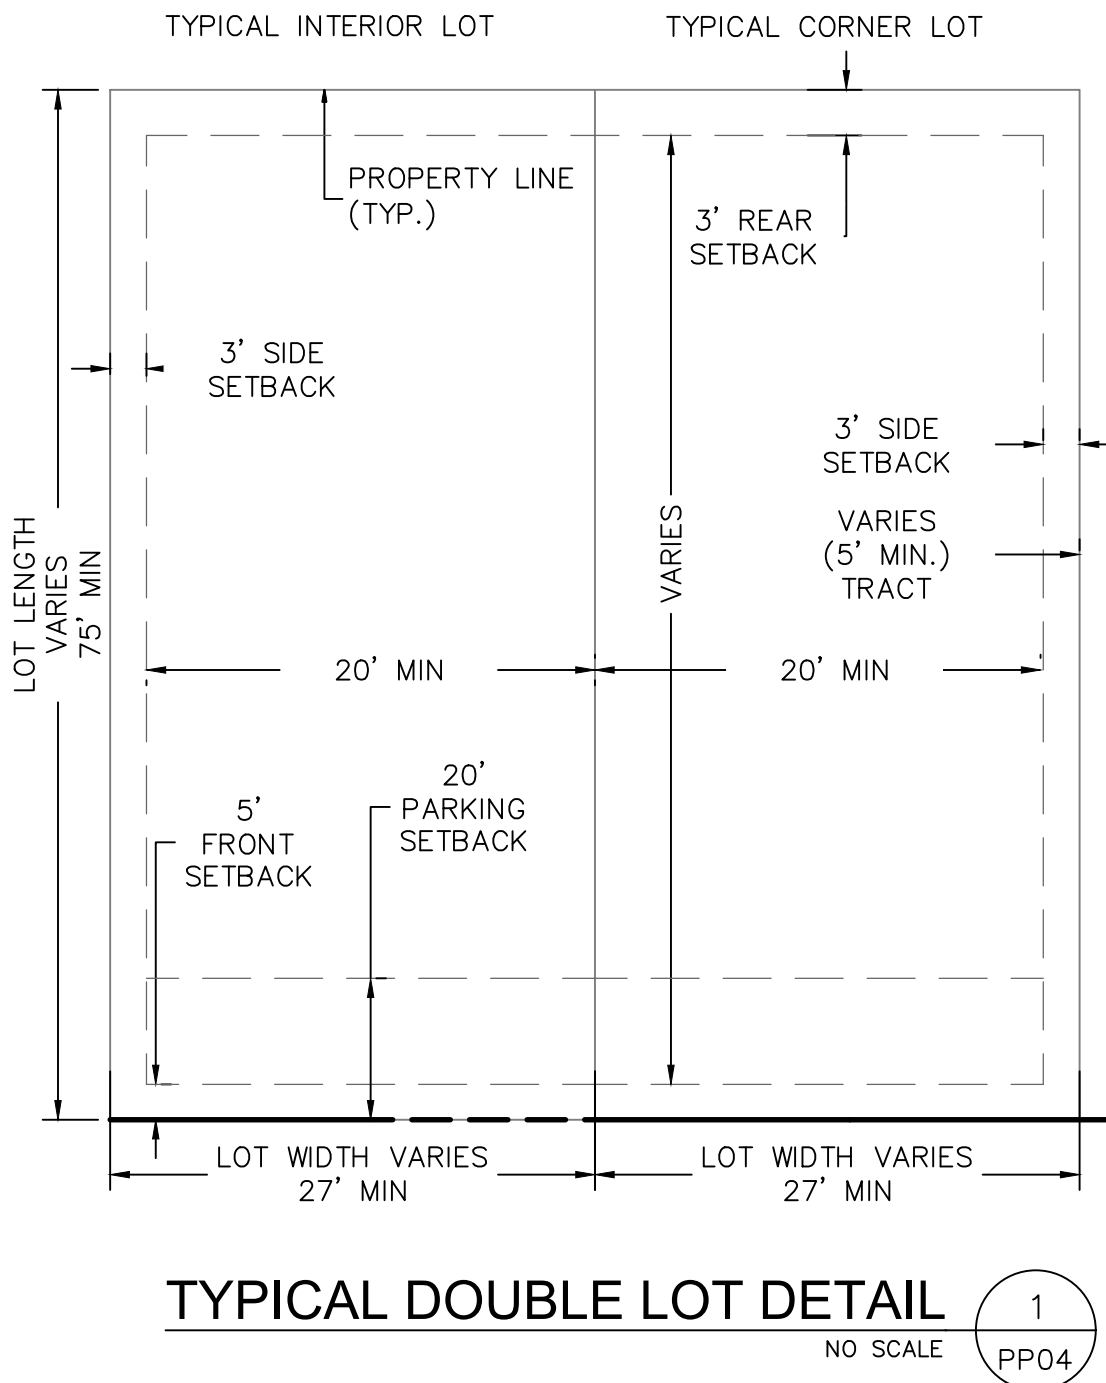 TYPICAL INTERIOR LOT
TYPICAL CORNER LOT
PROPERTY LINE
(TYP.)
3' REAR
SETBACK
3' SIDE
SETBACK
3' SIDE
SETBACK
VARIES
(5' MIN.)
TRACT
LOT LENGTH
VARIES
75' MIN
VARIES
20' MIN
20' MIN
5'
FRONT
SETBACK
20'
PARKING
SETBACK
LOT WIDTH VARIES
27' MIN
LOT WIDTH VARIES
27' MIN
TYPICAL DOUBLE LOT DETAIL
NO SCALE
1
PP04